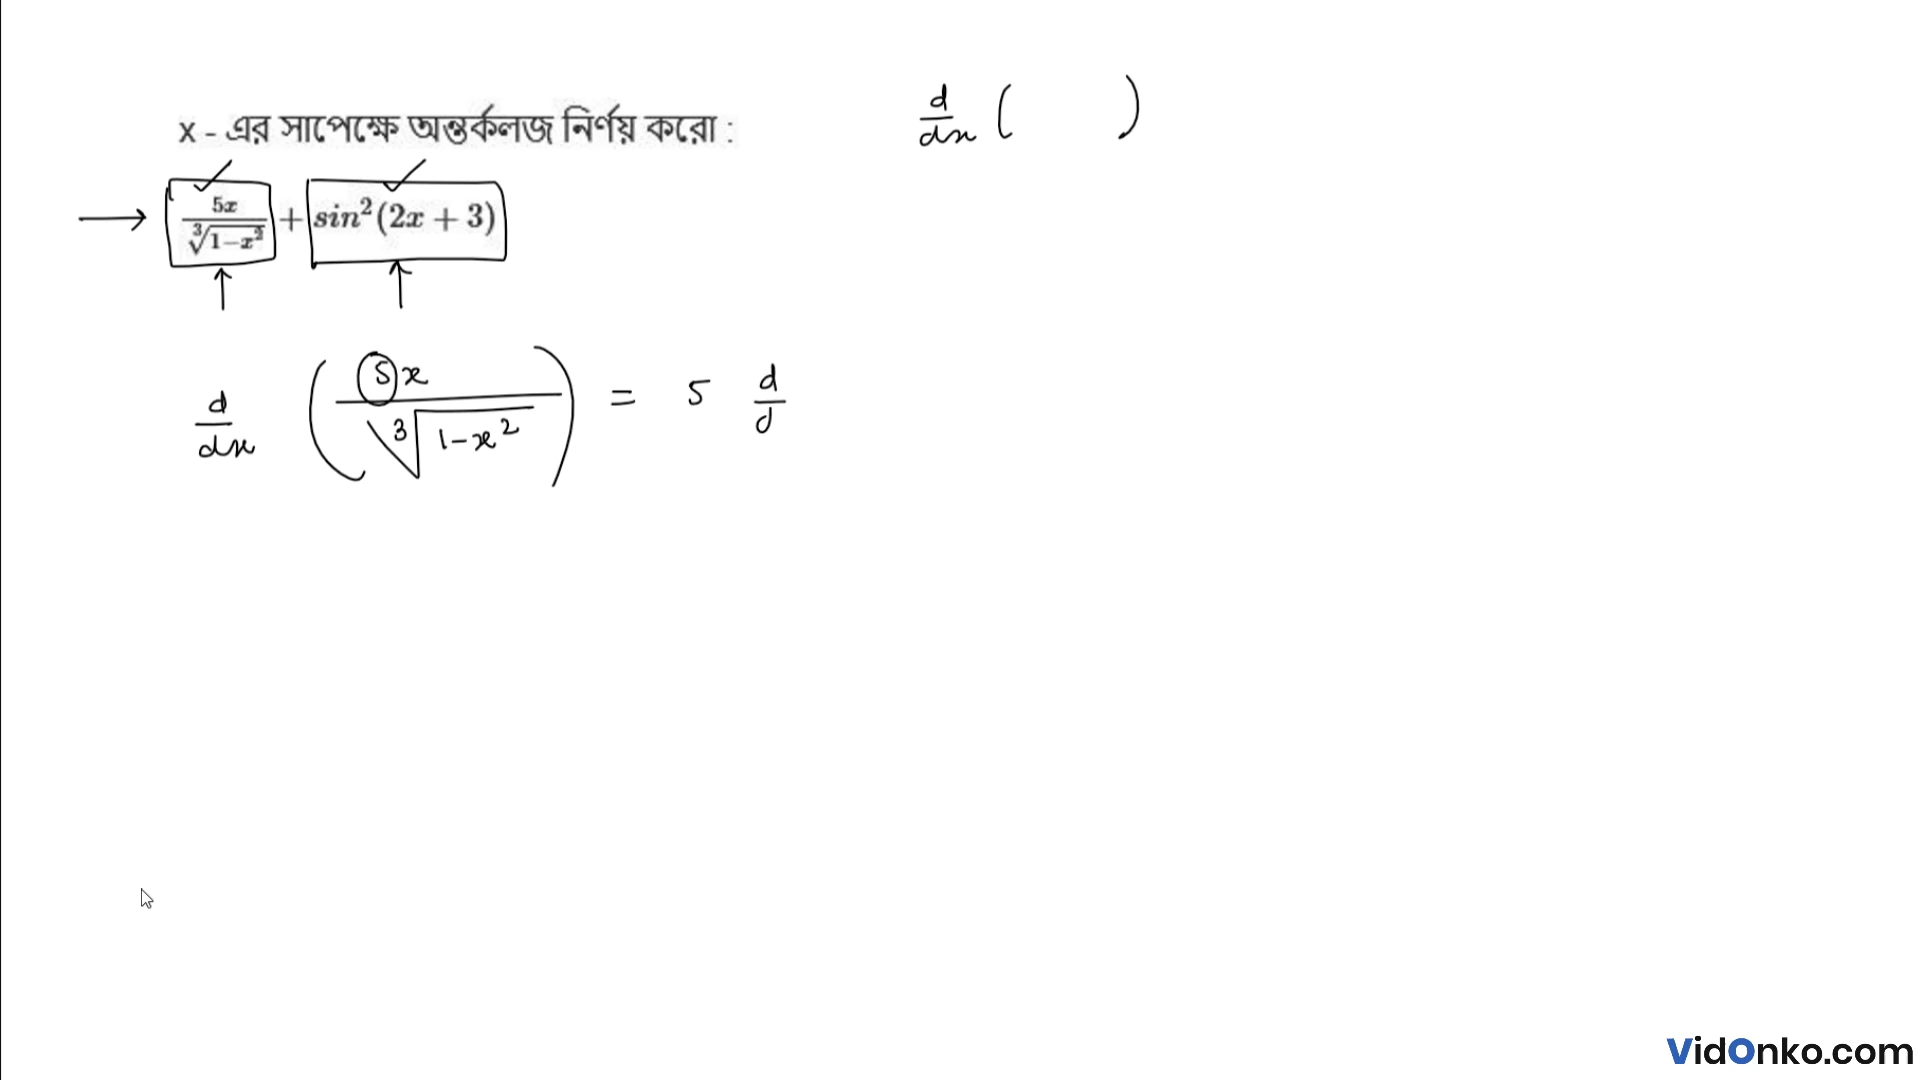 x - এর সাপেক্ষে অন্তর্কলজ নির্ণয় করো :
d/dx ( )
→ 5x/∛(1−x²) + sin²(2x + 3)
d/dx (5x/∛(1−x²)) = 5 d/d
VidOnko.com